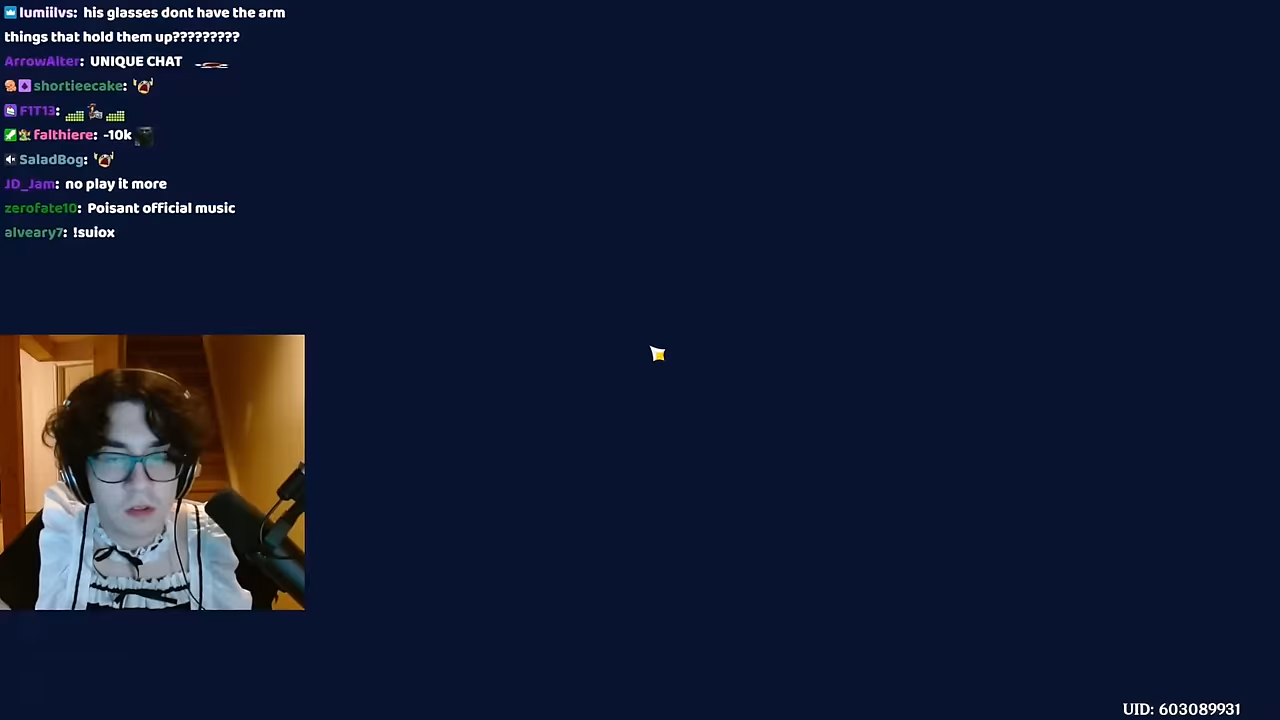 lumiilvs: his glasses dont have the arm
things that hold them up?????????
ArrowAlter: UNIQUE CHAT
shortieecake:
F1T13:
falthiere: -10k
SaladBog:
JD_Jam: no play it more
zerofate10: Poisant official music
alveary7: !suiox
UID: 603089931